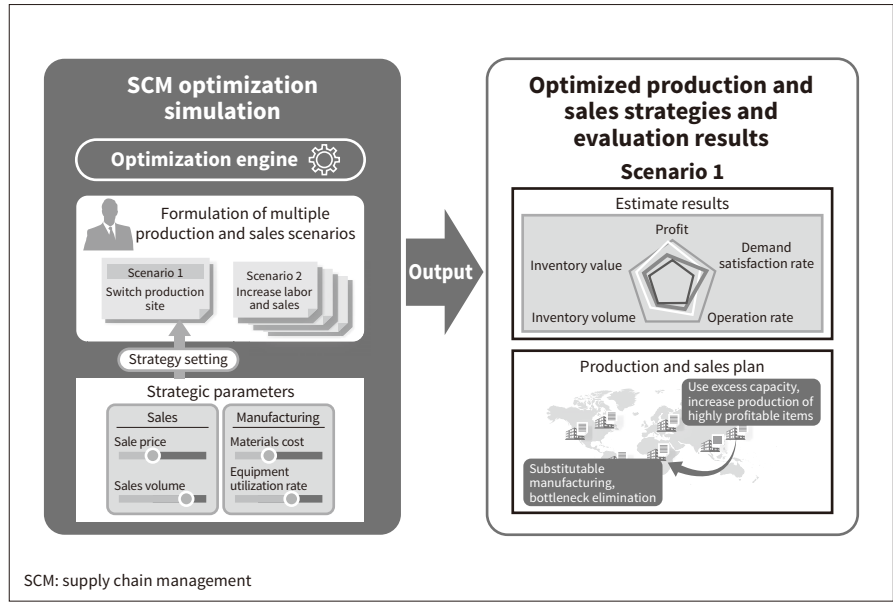 SCM optimization
simulation
Optimization engine
Formulation of multiple
production and sales scenarios
Scenario 1
Switch production
site
Scenario 2
Increase labor
and sales
Strategy setting
Strategic parameters
Sales
Sale price
Sales volume
Manufacturing
Materials cost
Equipment
utilization rate
Output
Optimized production and
sales strategies and
evaluation results
Scenario 1
Estimate results
Profit
Demand
satisfaction rate
Inventory value
Inventory volume
Operation rate
Production and sales plan
Use excess capacity,
increase production of
highly profitable items
Substitutable
manufacturing,
bottleneck elimination
SCM: supply chain management